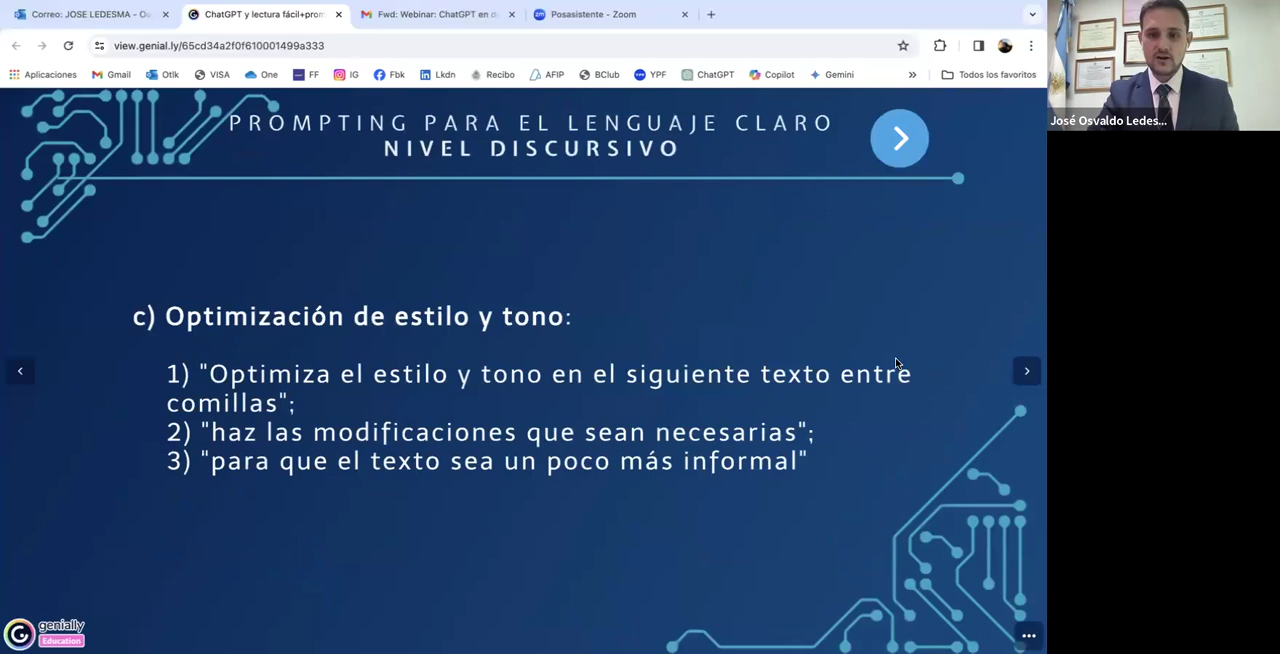 Correo: JOSE LEDESMA - Ou
ChatGPT y lectura fácil+prom
Fwd: Webinar: ChatGPT en d
Posasistente - Zoom
view.genial.ly/65cd34a2f0f610001499a333
Aplicaciones
Gmail
Otlk
VISA
One
FF
IG
Fbk
Lkdn
Recibo
AFIP
BClub
YPF
ChatGPT
Copilot
Gemini
»
Todos los favoritos
José Osvaldo Ledes...
PROMPTING PARA EL LENGUAJE CLARO
NIVEL DISCURSIVO
c) Optimización de estilo y tono:
1) "Optimiza el estilo y tono en el siguiente texto entre
comillas";
2) "haz las modificaciones que sean necesarias";
3) "para que el texto sea un poco más informal"
genially
Education